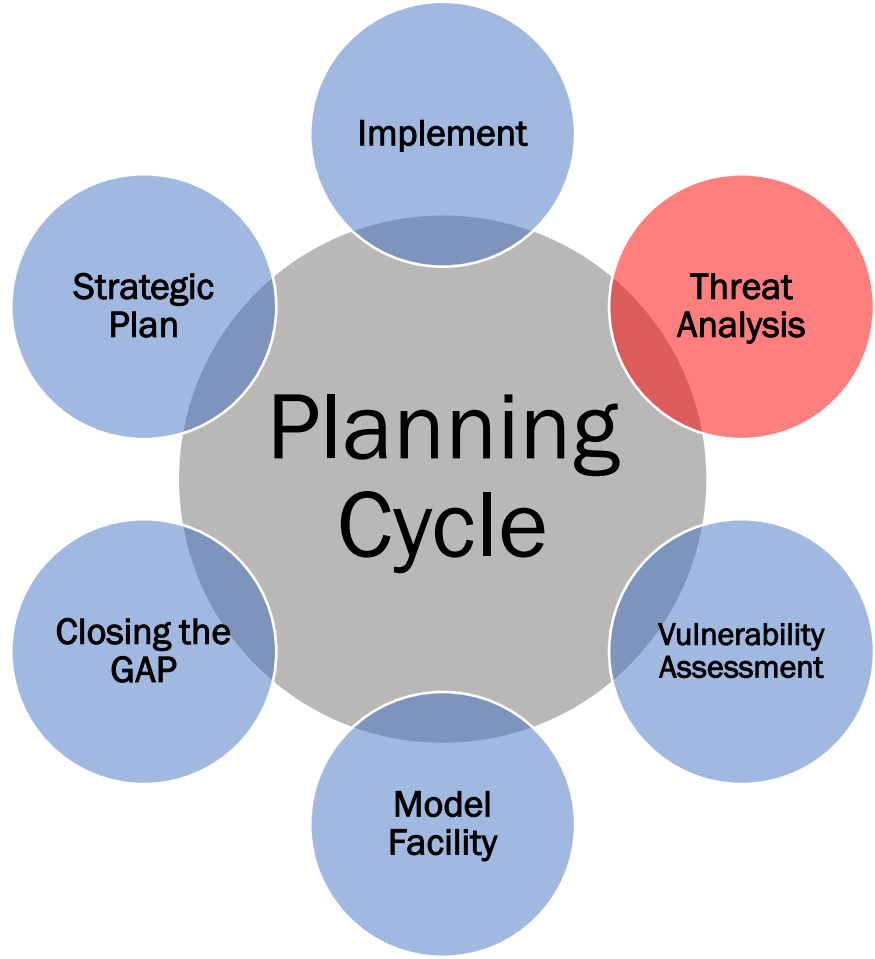 Implement
Threat
Analysis
Vulnerability
Assessment
Model
Facility
Closing the
GAP
Strategic
Plan
Planning
Cycle